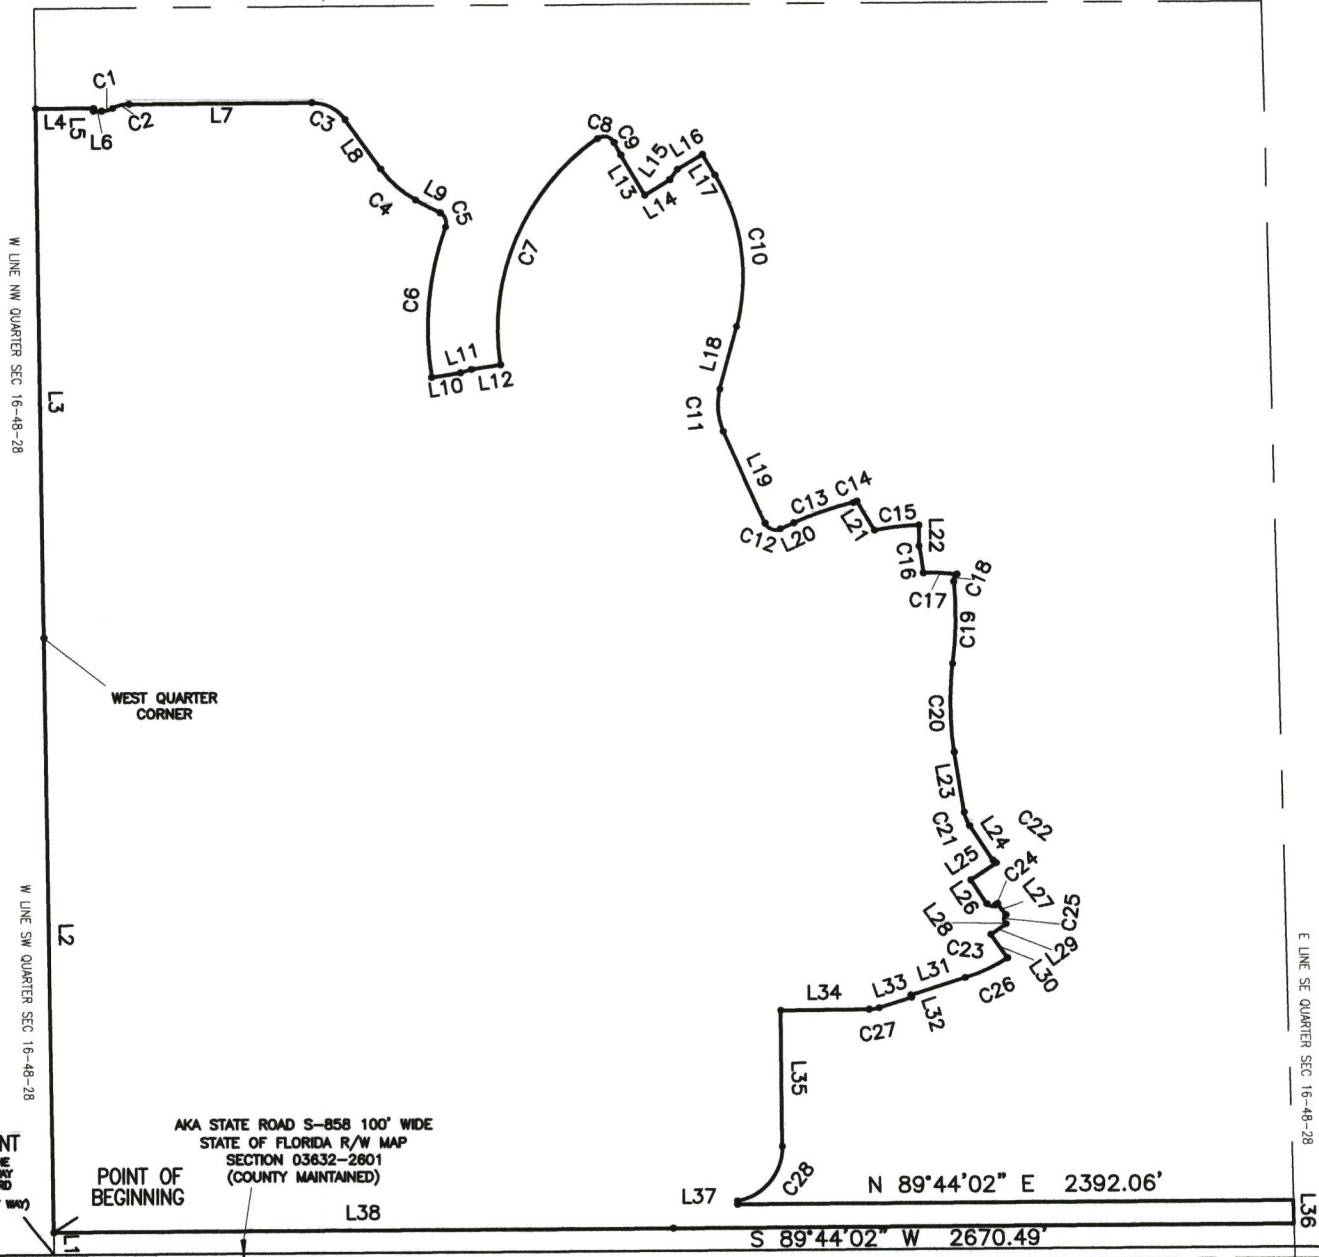 C1
L4
L5
L6
C2
L7
C3
L8
C4
L9
C5
C6
L10
L11
L12
C7
C8
C9
L13
L14
L15
L16
L17
C10
L18
C11
L19
C12
L20
C13
C14
L21
C15
L22
C16
C17
C18
C19
C20
L23
C21
L24
C22
L25
C24
L26
L27
C25
L28
C23
L29
L30
C26
L31
L32
L33
C27
L34
L35
C28
L37
L36
L38
L1
L2
L3
W LINE NW QUARTER SEC 16-48-28
WEST QUARTER
CORNER
W LINE SW QUARTER SEC 16-48-28
E LINE SE QUARTER SEC 16-48-28
AKA STATE ROAD S-858 100' WIDE
STATE OF FLORIDA R/W MAP
SECTION 03632-2601
(COUNTY MAINTAINED)
POINT OF
BEGINNING
NT
WAY)
N 89°44'02" E 2392.06'
S 89°44'02" W 2670.49'